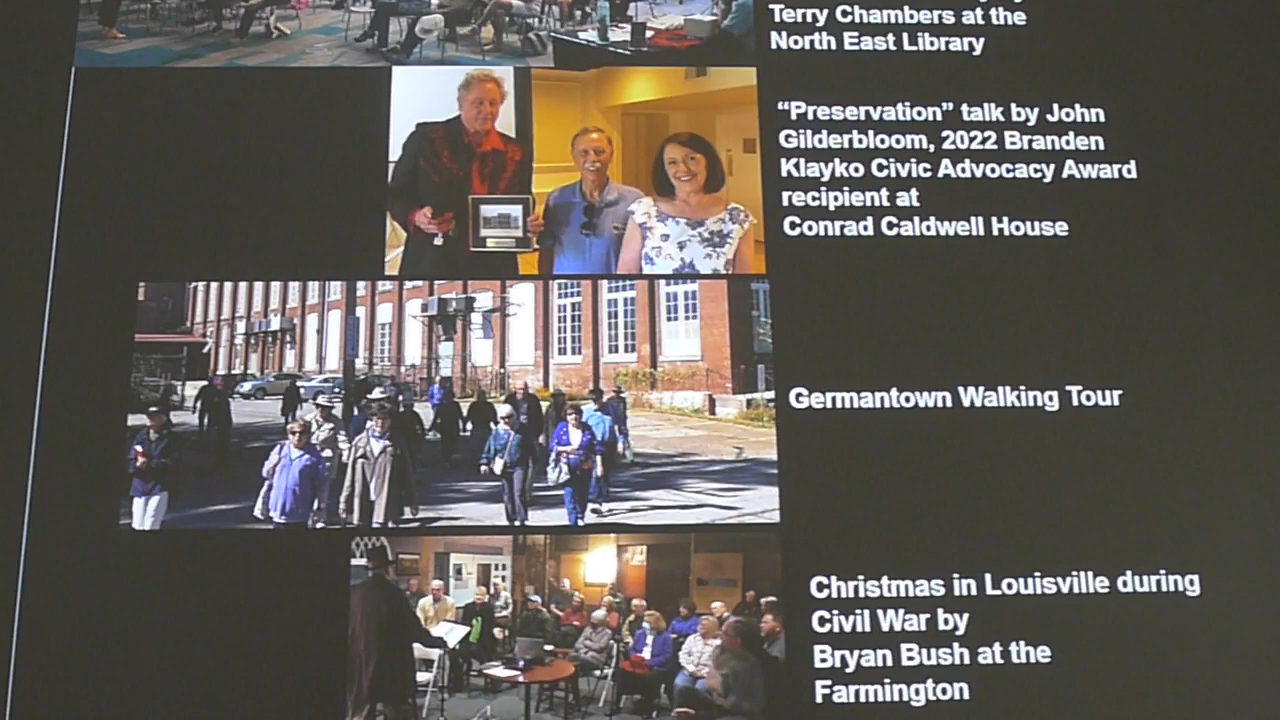 Terry Chambers at the
North East Library
“Preservation” talk by John
Gilderbloom, 2022 Branden
Klayko Civic Advocacy Award
recipient at
Conrad Caldwell House
Germantown Walking Tour
Christmas in Louisville during
Civil War by
Bryan Bush at the
Farmington